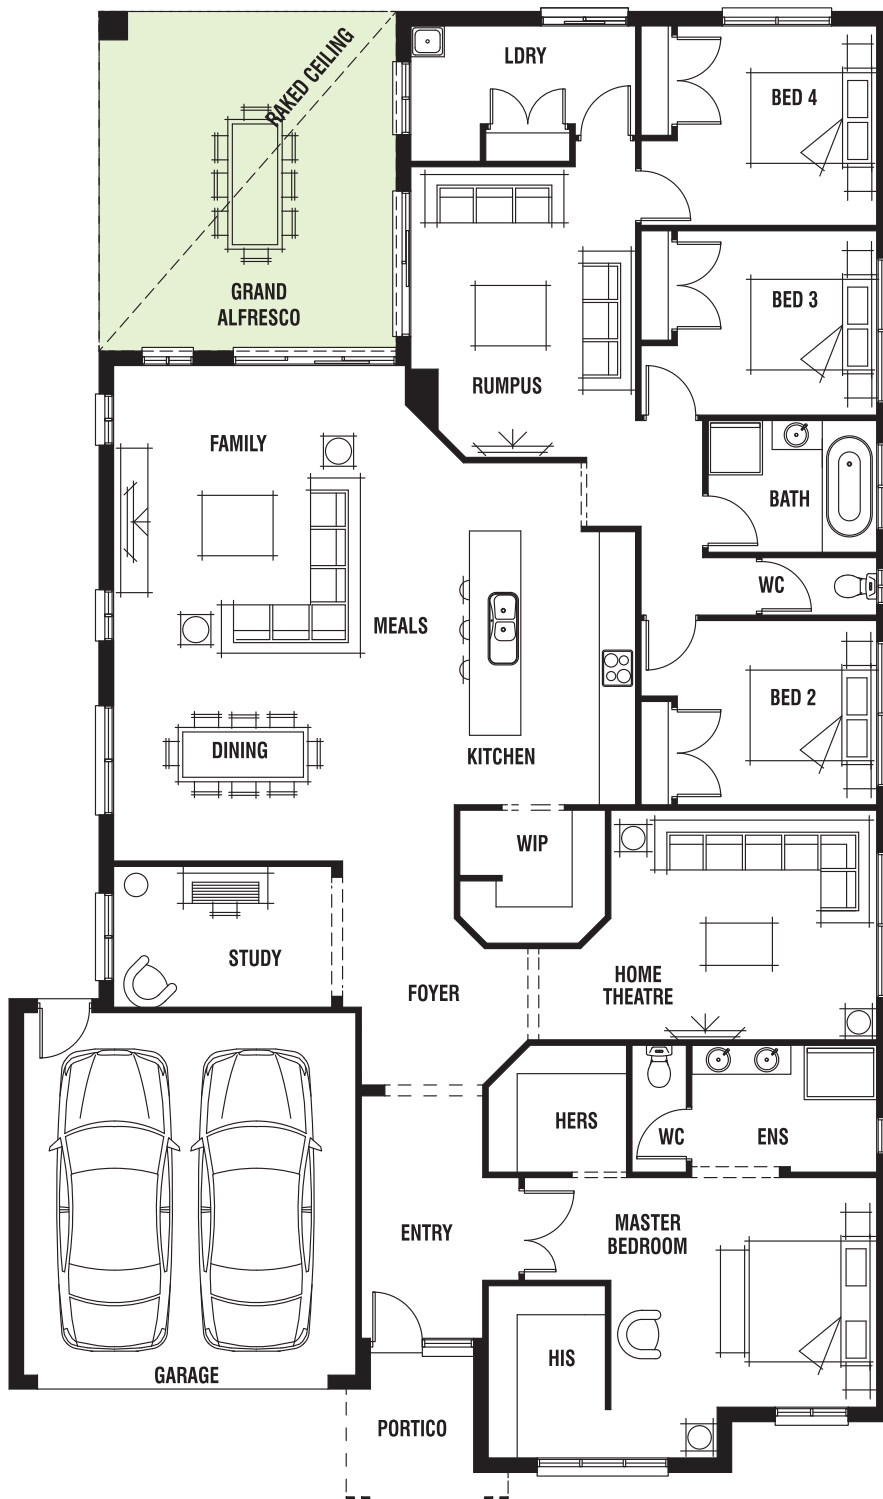 RAKED CEILING
LDRY
BED 4
GRAND
ALFRESCO
BED 3
RUMPUS
FAMILY
BATH
WC
MEALS
BED 2
DINING
KITCHEN
WIP
STUDY
FOYER
HOME
THEATRE
HERS
WC
ENS
ENTRY
MASTER
BEDROOM
HIS
GARAGE
PORTICO